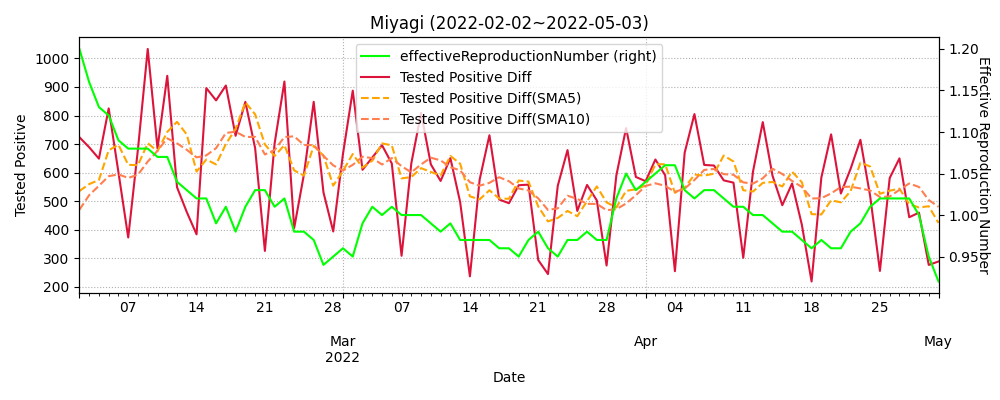 Miyagi (2022-02-02~2022-05-03)
effectiveReproductionNumber (right)
Tested Positive Diff
Tested Positive Diff(SMA5)
Tested Positive Diff(SMA10)
Tested Positive
1000
900
800
700
600
500
400
300
200
1.20
1.15
1.10
1.05
1.00
0.95
Effective Reproduction Number
07 14 21 28 07 14 21 28 04 11 18 25
Mar Apr May
2022
Date